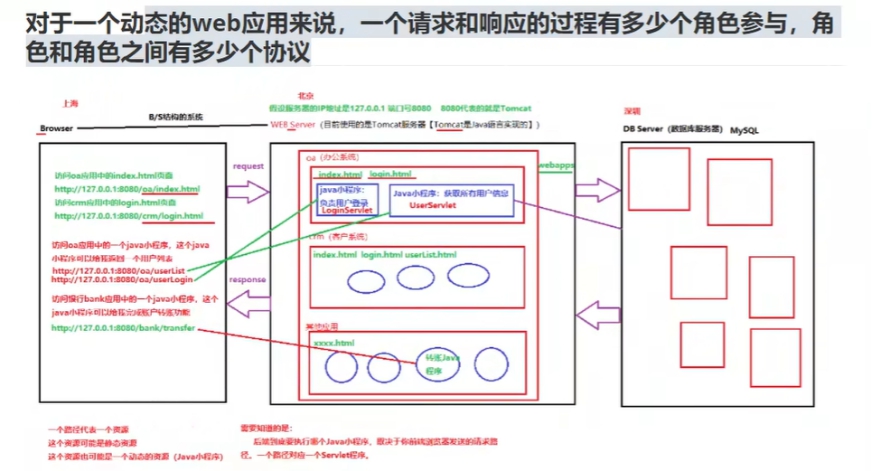 对于一个动态的web应用来说，一个请求和响应的过程有多少个角色参与，角
色和角色之间有多少个协议
上海
B/S结构的系统
Browser
北京
假设服务器的IP地址是127.0.0.1 端口号8080 8080代表的就是Tomcat
WEB Server（目前使用的是Tomcat服务器【Tomcat是Java语言实现的】)
深圳
DB Server（数据库服务器） MySQL
访问oa应用中的index.html页面
http://127.0.0.1:8080/oa/index.html
访问crm应用中的login.html页面
http://127.0.0.1:8080/crm/login.html
访问oa应用中的一个java小程序，这个java
小程序可以给我返回一个用户列表
http://127.0.0.1:8080/oa/userList
http://127.0.0.1:8080/oa/userLogin
访问银行bank应用中的一个java小程序，这个
java小程序可以给我完成账户转账功能
http://127.0.0.1:8080/bank/transfer
request
response
oa（办公系统）
index.html login.html
java小程序：
负责用户登录
LoginServlet
Java小程序：获取所有用户信息
UserServlet
webapps
crm（客户系统）
index.html login.html userList.html
其他应用
xxxx.html
转账Java
程序
一个路径代表一个资源
这个资源可能是静态资源
这个资源也可能是一个动态的资源（Java小程序）
需要知道的是：
后端到底要执行哪个Java小程序，取决于你前端浏览器发送的请求路
径。一个路径对应一个Servlet程序。